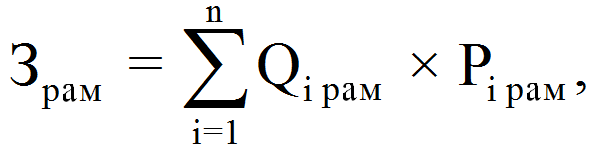 З рам = n ∑ i=1 Q i рам × P i рам,